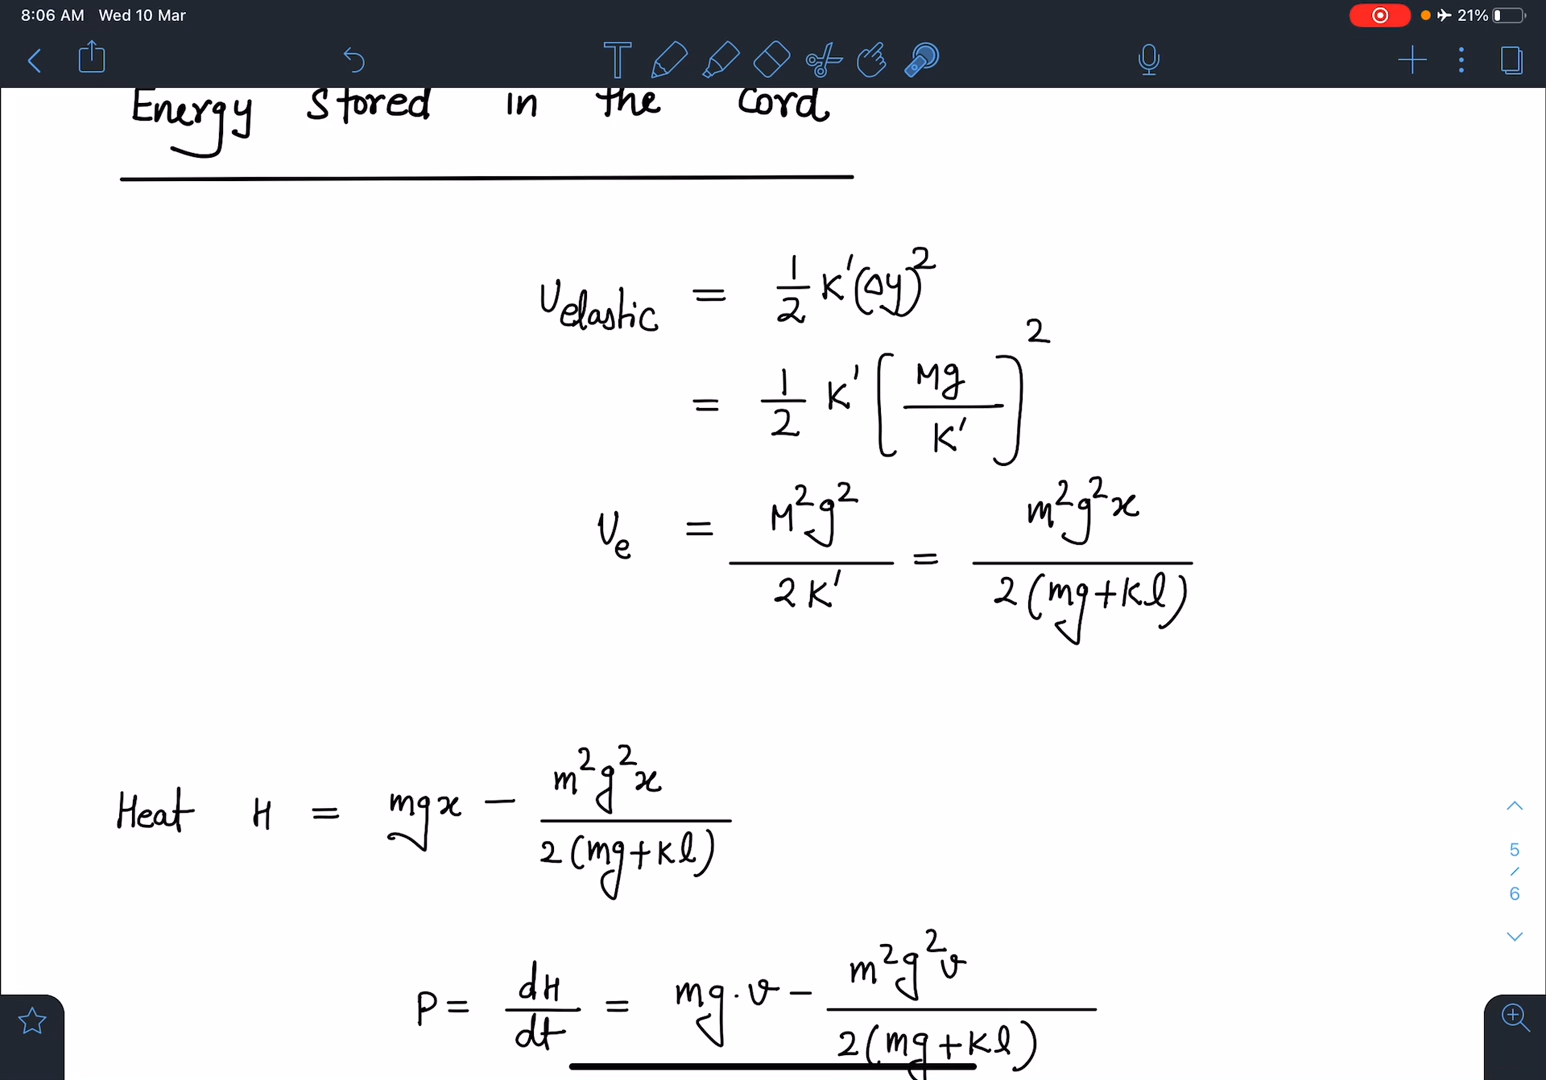 8:06 AM Wed 10 Mar 21%
T
Energy Stored in the Cord
U_elastic = 1/2 K'(Δy)^2
= 1/2 K' [Mg/K']^2
U_e = M^2g^2/2K' = m^2g^2x/2(mg+Kl)
Heat H = mgx - m^2g^2x/2(mg+Kl)
P = dH/dt = mg.v - m^2g^2v/2(mg+Kl)
5
/
6